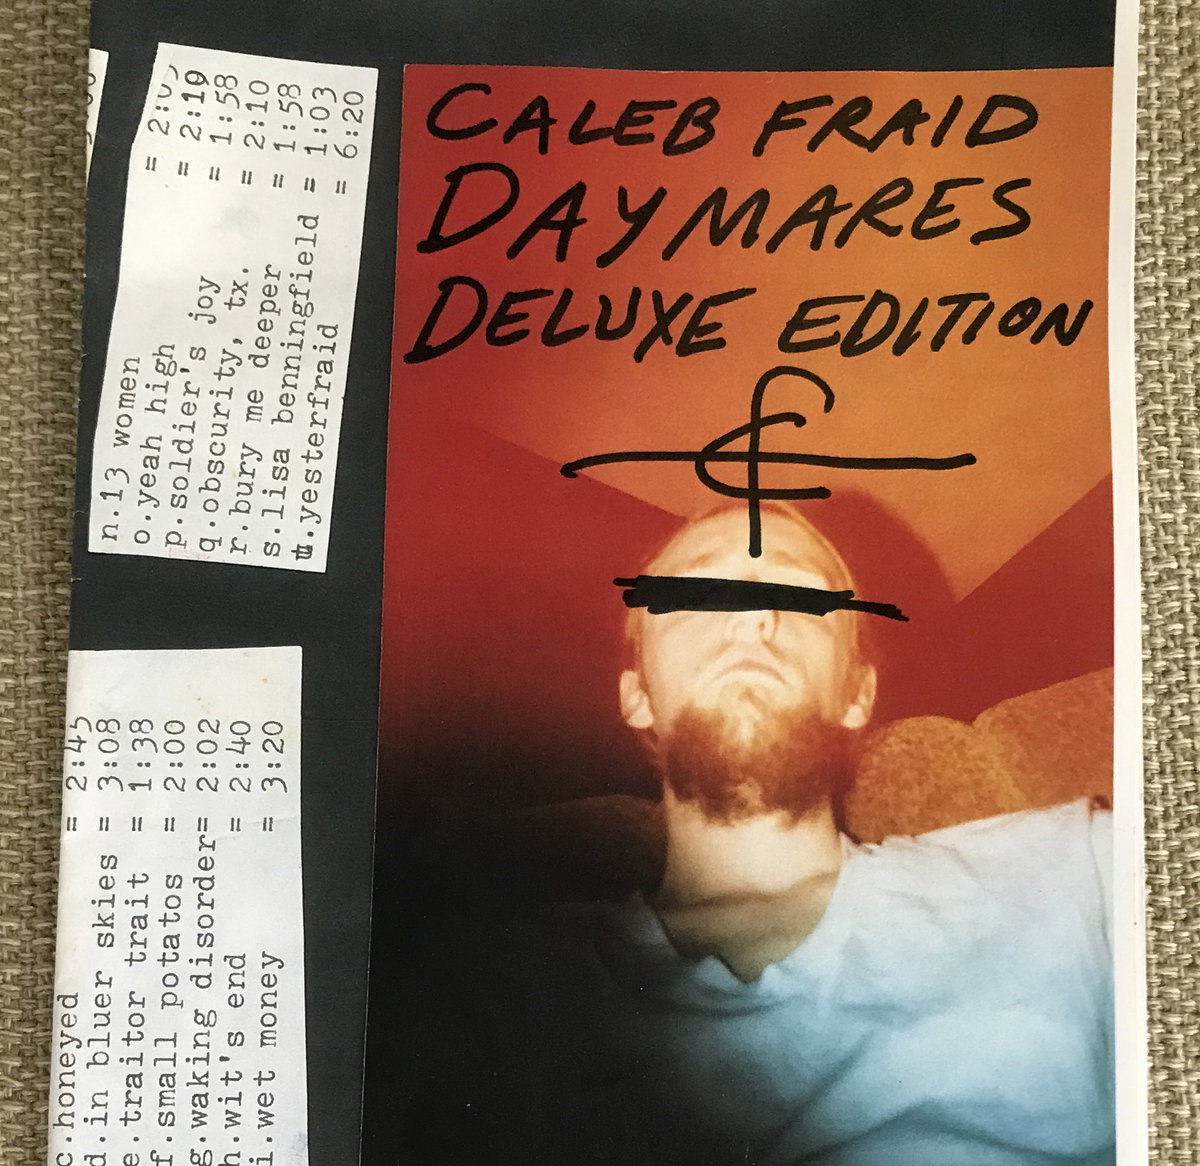 CALEB FRAID
DAYMARES
DELUXE EDITION
n.13 women = 2:0
o.yeah high = 2:19
p.soldier's joy = 1:58
q.obscurity, tx. = 2:10
r.bury me deeper = 1:58
s.lisa benningfield = 1:03
.yesterfraid = 6:20
c.honeyed = 2:45
d.in bluer skies = 3:08
e.traitor trait = 1:38
f.small potatos = 2:00
g.waking disorder= 2:02
h.wit's end = 2:40
i.wet money = 3:20